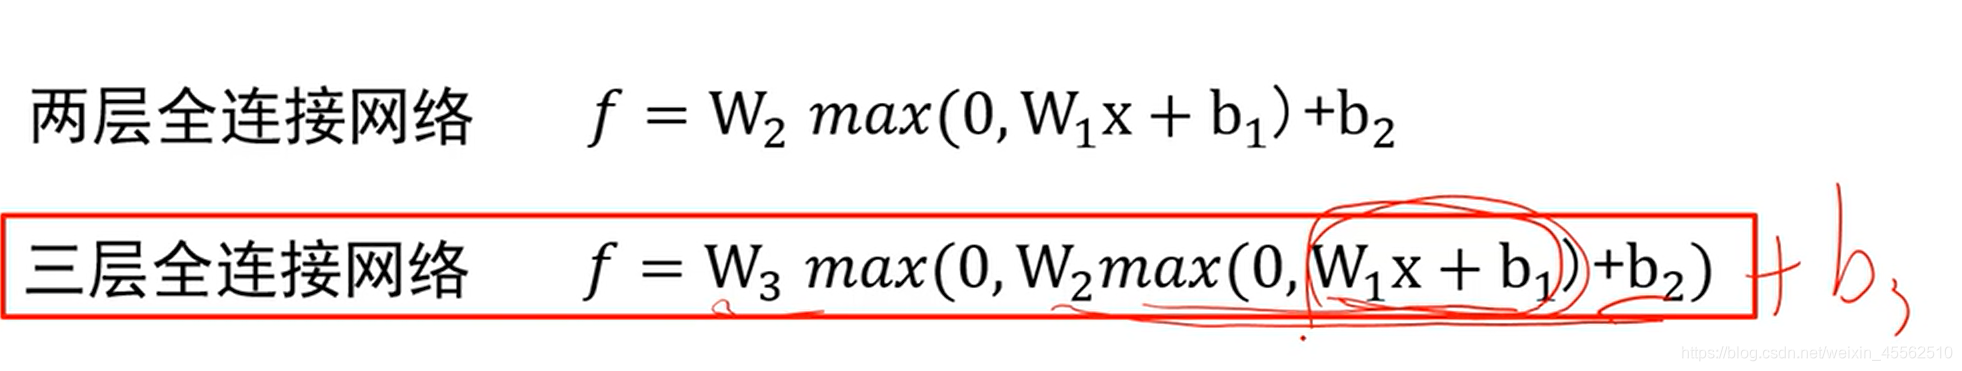 两层全连接网络 f = W₂ max(0, W₁x + b₁)+b₂
三层全连接网络 f = W₃ max(0, W₂max(0, W₁x + b₁)+b₂) + b₃
https://blog.csdn.net/weixin_45562510